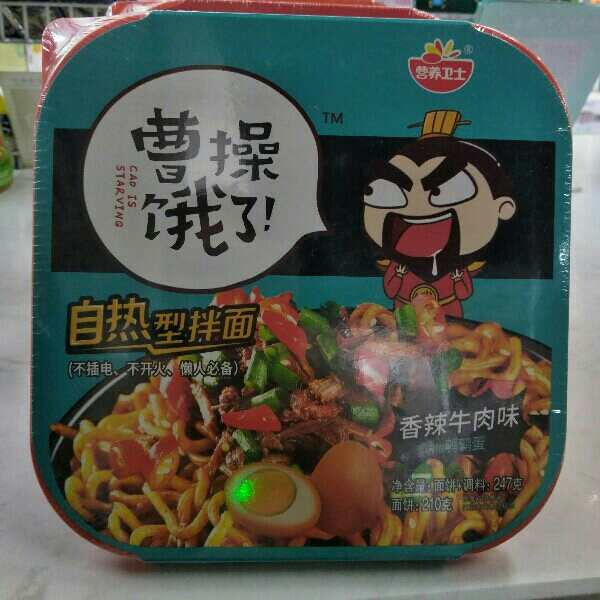 营养卫士
®
曹操
饿了!
CAO IS
STARVING
TM
自热型拌面
(不插电、不开火、懒人必备)
香辣牛肉味
净含量:面饼+调料:247克
面饼:210克